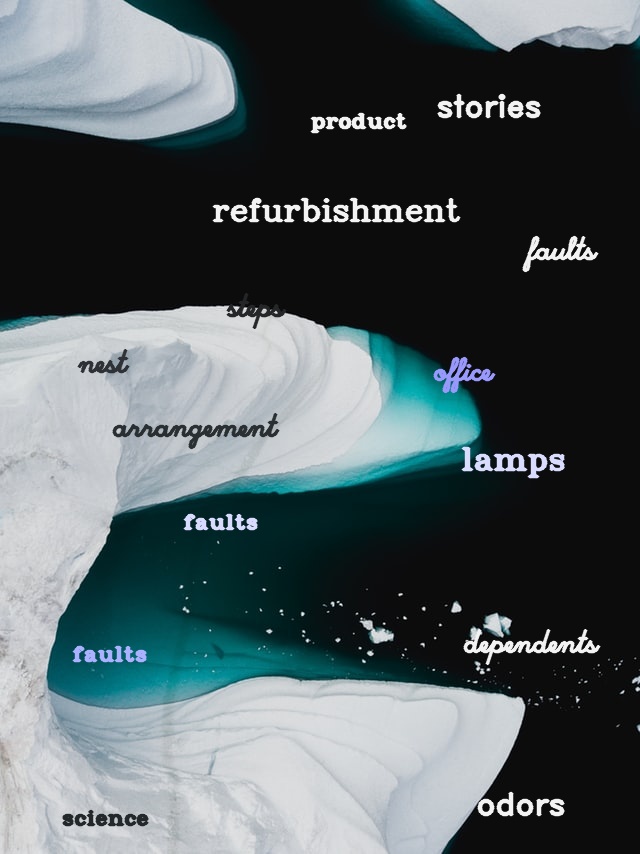 stories
product
refurbishment
faults
steps
nest
office
arrangement
lamps
faults
dependents
faults
science
odors